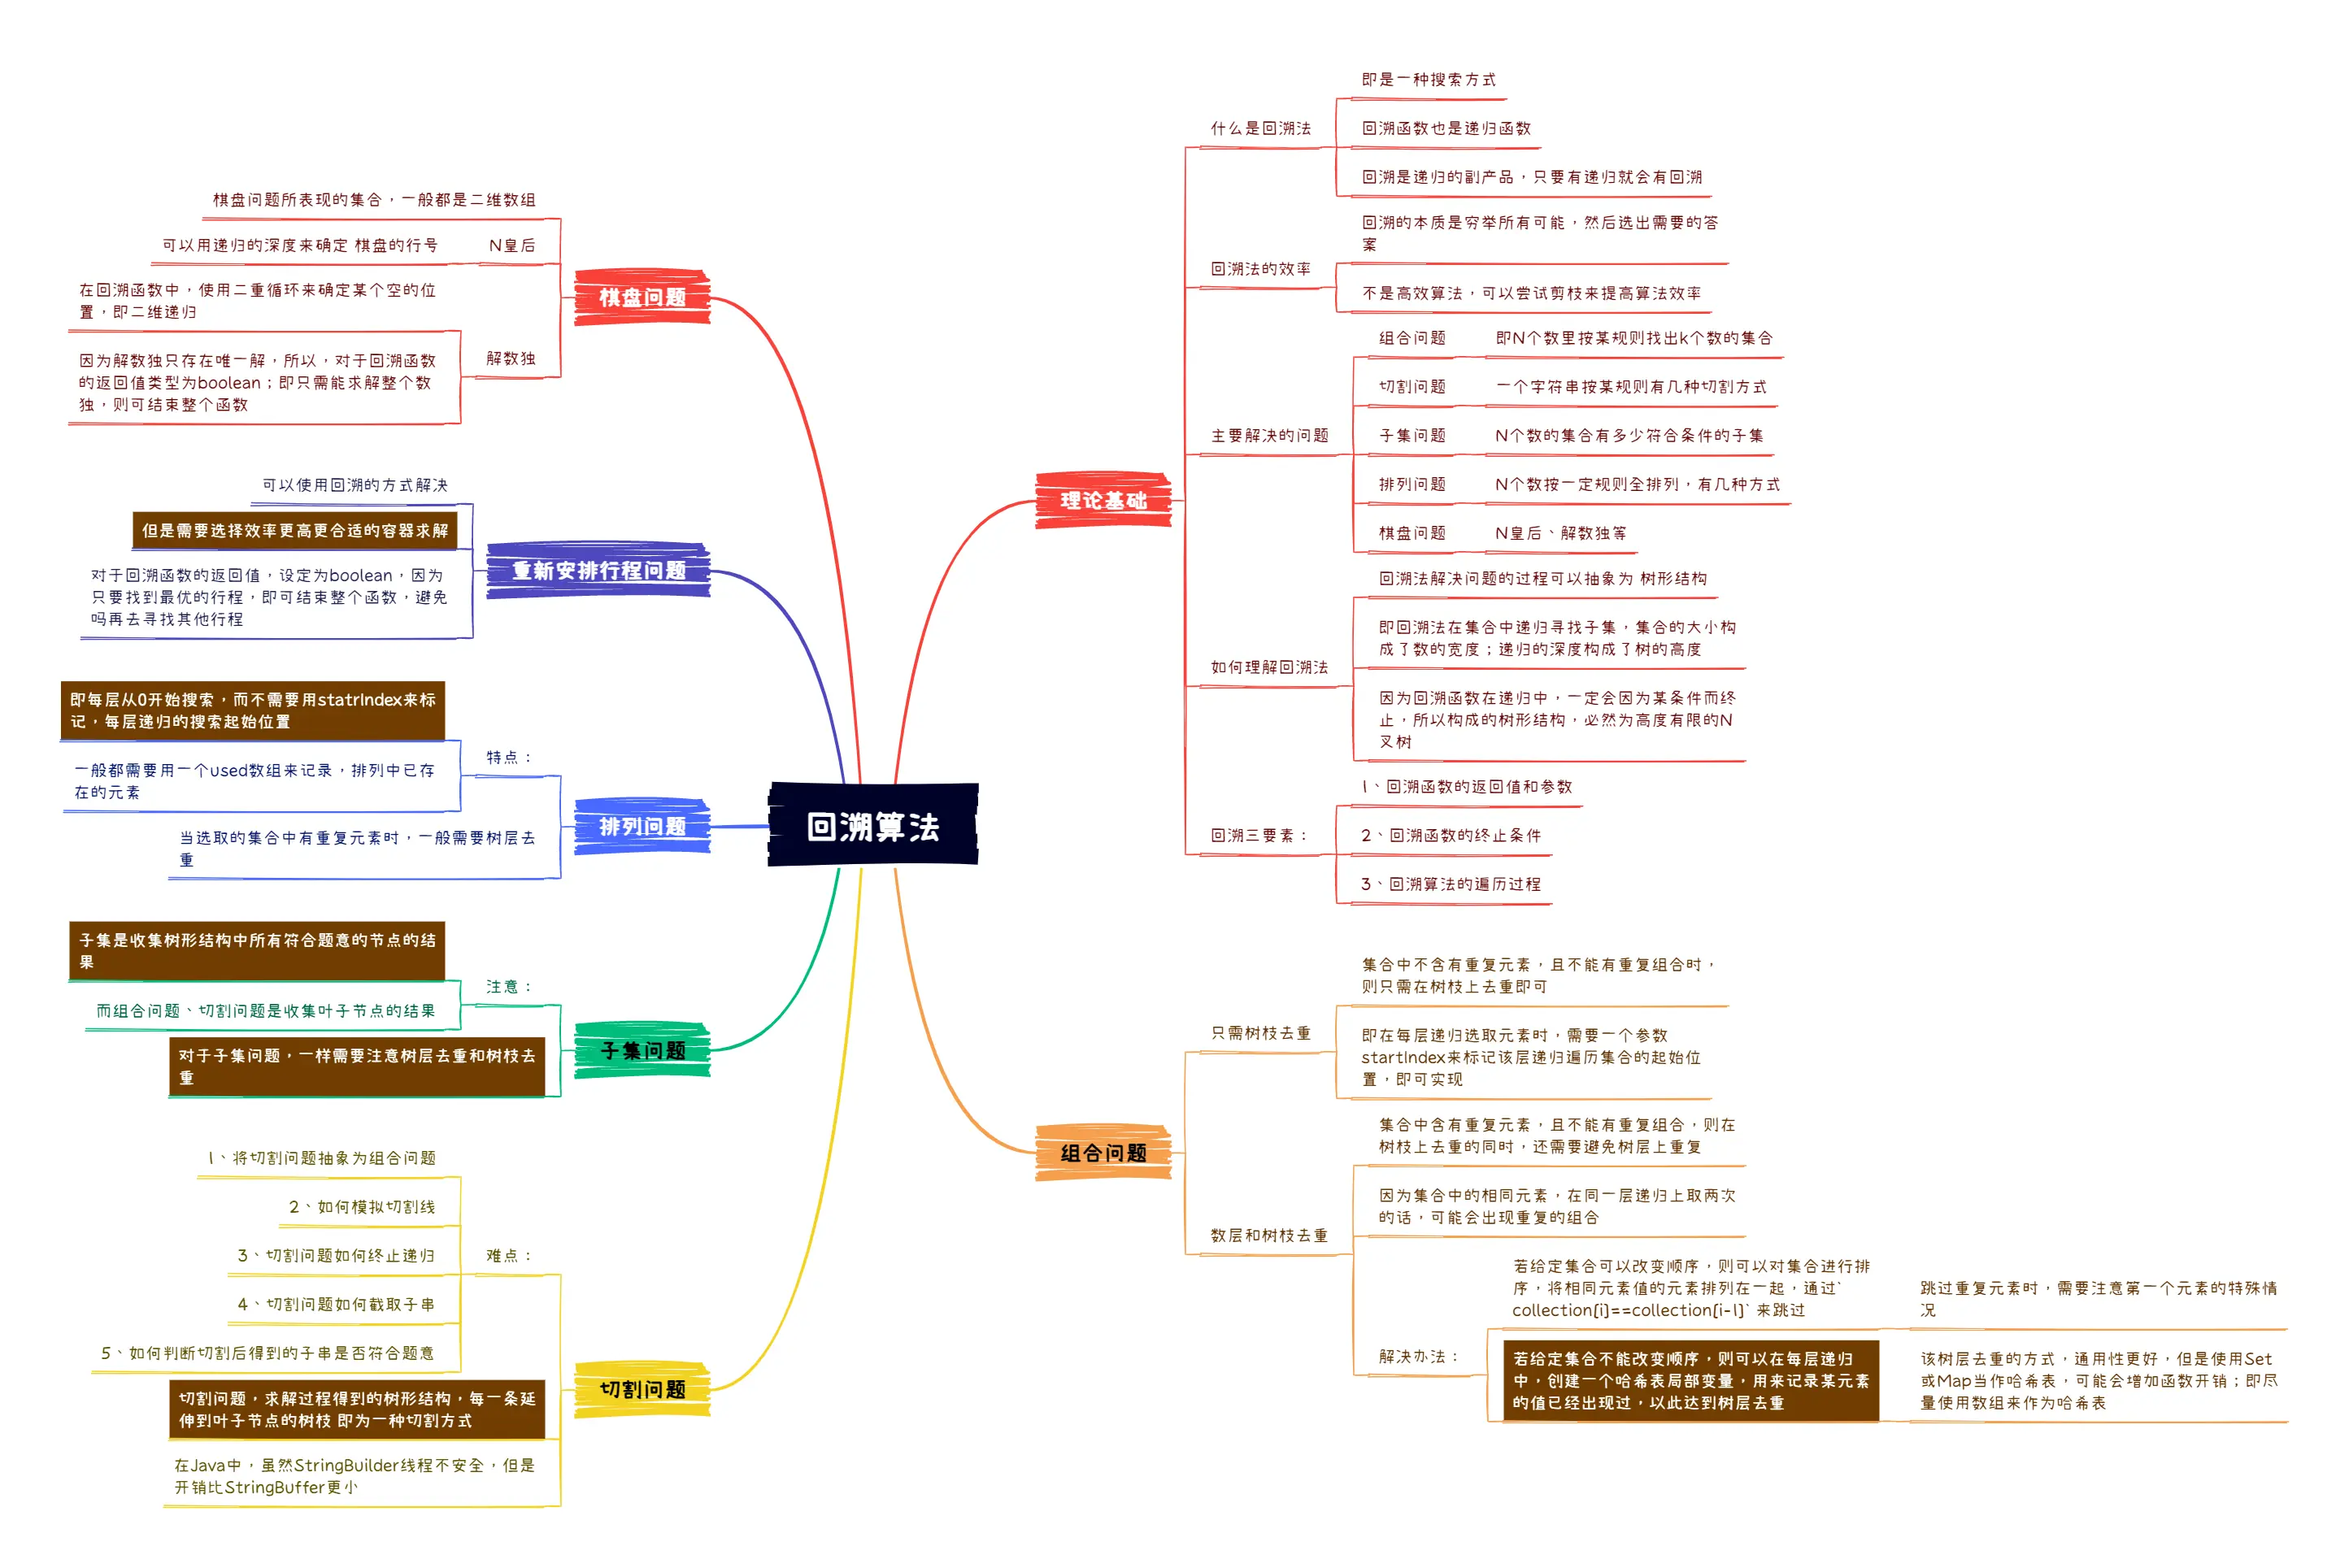 回溯算法
理论基础
什么是回溯法
即是一种搜索方式
回溯函数也是递归函数
回溯是递归的副产品，只要有递归就会有回溯
回溯法的效率
回溯的本质是穷举所有可能，然后选出需要的答
案
不是高效算法，可以尝试剪枝来提高算法效率
主要解决的问题
组合问题
即N个数里按某规则找出k个数的集合
切割问题
一个字符串按某规则有几种切割方式
子集问题
N个数的集合有多少符合条件的子集
排列问题
N个数按一定规则全排列，有几种方式
棋盘问题
N皇后、解数独等
如何理解回溯法
回溯法解决问题的过程可以抽象为 树形结构
即回溯法在集合中递归寻找子集，集合的大小构
成了数的宽度；递归的深度构成了树的高度
因为回溯函数在递归中，一定会因为某条件而终
止，所以构成的树形结构，必然为高度有限的N
叉树
回溯三要素：
1、回溯函数的返回值和参数
2、回溯函数的终止条件
3、回溯算法的遍历过程
组合问题
只需树枝去重
集合中不含有重复元素，且不能有重复组合时，
则只需在树枝上去重即可
即在每层递归选取元素时，需要一个参数
startIndex来标记该层递归遍历集合的起始位
置，即可实现
数层和树枝去重
集合中含有重复元素，且不能有重复组合，则在
树枝上去重的同时，还需要避免树层上重复
因为集合中的相同元素，在同一层递归上取两次
的话，可能会出现重复的组合
解决办法：
若给定集合可以改变顺序，则可以对集合进行排
序，将相同元素值的元素排列在一起，通过`
collection[i]==collection[i-1]` 来跳过
跳过重复元素时，需要注意第一个元素的特殊情
况
若给定集合不能改变顺序，则可以在每层递归
中，创建一个哈希表局部变量，用来记录某元素
的值已经出现过，以此达到树层去重
该树层去重的方式，通用性更好，但是使用Set
或Map当作哈希表，可能会增加函数开销；即尽
量使用数组来作为哈希表
棋盘问题
棋盘问题所表现的集合，一般都是二维数组
N皇后
可以用递归的深度来确定 棋盘的行号
解数独
在回溯函数中，使用二重循环来确定某个空的位
置，即二维递归
因为解数独只存在唯一解，所以，对于回溯函数
的返回值类型为boolean；即只需能求解整个数
独，则可结束整个函数
重新安排行程问题
可以使用回溯的方式解决
但是需要选择效率更高更合适的容器求解
对于回溯函数的返回值，设定为boolean，因为
只要找到最优的行程，即可结束整个函数，避免
吗再去寻找其他行程
排列问题
特点：
即每层从0开始搜索，而不需要用statrIndex来标
记，每层递归的搜索起始位置
一般都需要用一个used数组来记录，排列中已存
在的元素
当选取的集合中有重复元素时，一般需要树层去
重
子集问题
注意：
子集是收集树形结构中所有符合题意的节点的结
果
而组合问题、切割问题是收集叶子节点的结果
对于子集问题，一样需要注意树层去重和树枝去
重
切割问题
难点：
1、将切割问题抽象为组合问题
2、如何模拟切割线
3、切割问题如何终止递归
4、切割问题如何截取子串
5、如何判断切割后得到的子串是否符合题意
切割问题，求解过程得到的树形结构，每一条延
伸到叶子节点的树枝 即为一种切割方式
在Java中，虽然StringBuilder线程不安全，但是
开销比StringBuffer更小